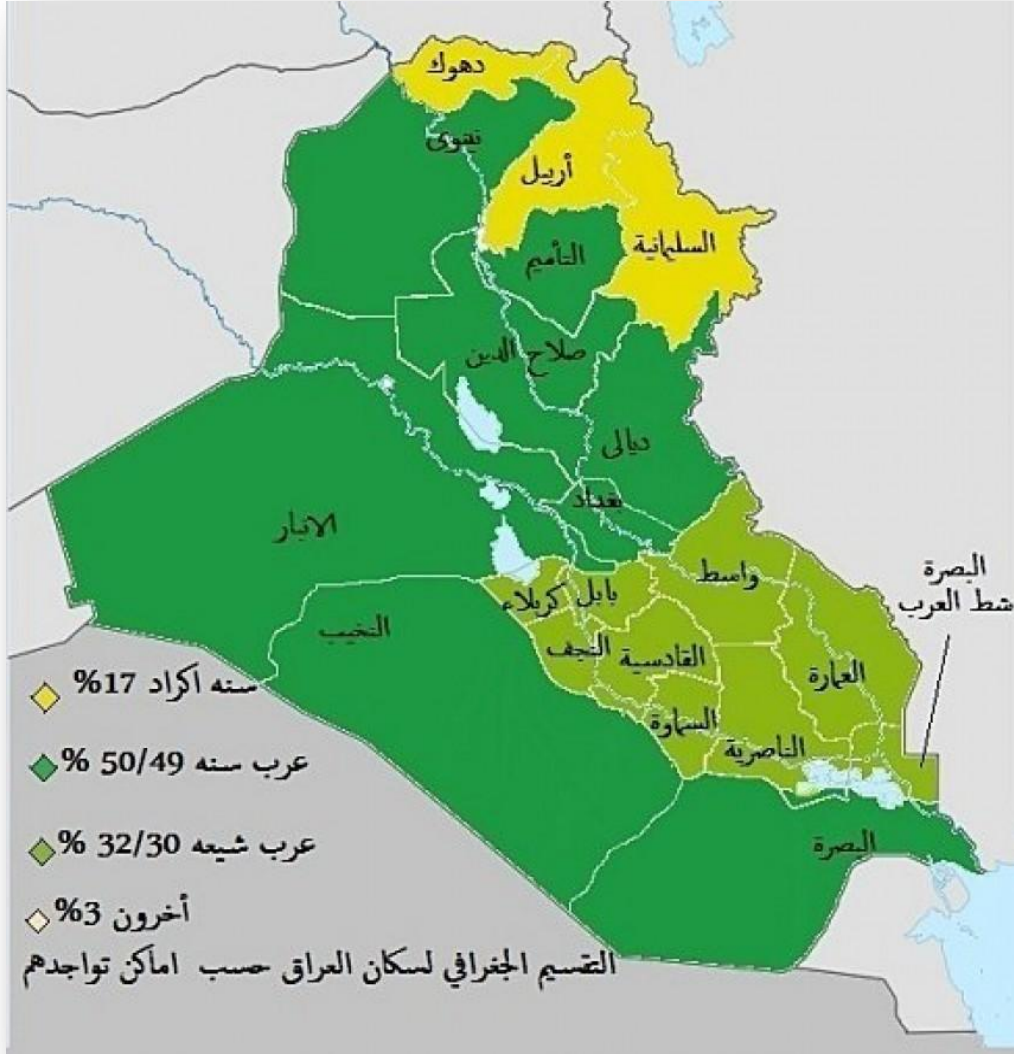 دهوك
نينوى
أربيل
السليمانية
التأميم
صلاح الدين
ديالى
بغداد
الانبار
واسط
البصرة
شط العرب
بابل
كربلاء
النخيب
النجف
القادسية
العمارة
السماوة
الناصرية
البصرة
سنه اكراد 17%
عرب سنه 50/49 %
عرب شيعه 32/30 %
أخرون 3%
التقسيم الجغرافي لسكان العراق حسب اماكن تواجدهم